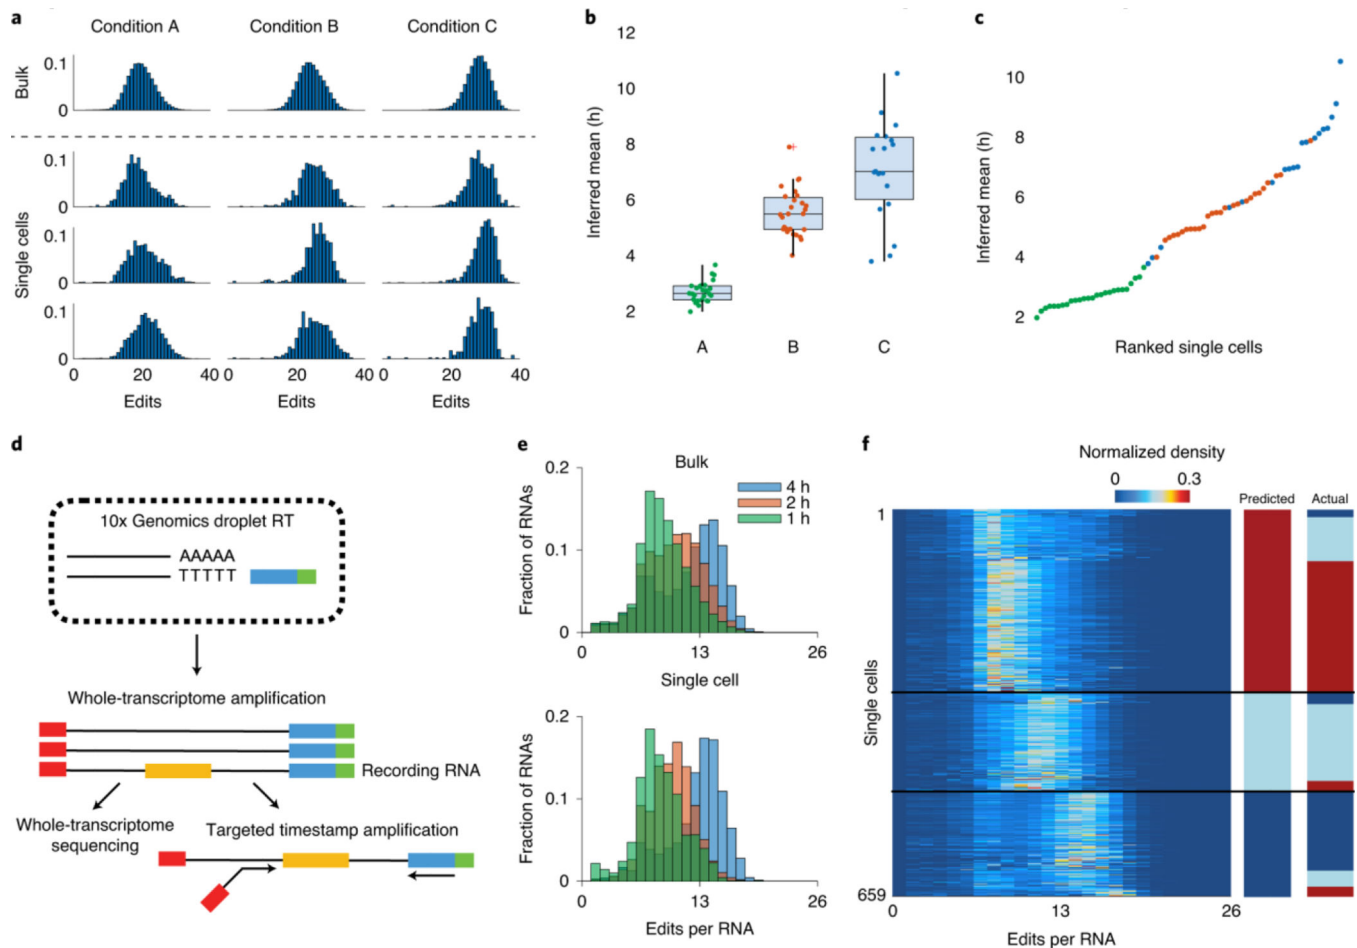 a
Condition A
Condition B
Condition C
Bulk
0.1
0
Single cells
0.1
0
0.1
0
0.1
0
0 20 40 0 20 40 0 20 40
Edits Edits Edits
b
Inferred mean (h)
12
10
8
6
4
2
A B C
c
Inferred mean (h)
10
8
6
4
2
Ranked single cells
d
10x Genomics droplet RT
AAAAA
TTTTT
Whole-transcriptome amplification
Recording RNA
Whole-transcriptome
sequencing
Targeted timestamp amplification
e
Bulk
Fraction of RNAs
0.2
0.1
0
4 h
2 h
1 h
0 13 26
Single cell
Fraction of RNAs
0.2
0.1
0
0 13 26
Edits per RNA
f
Normalized density
0 0.3
Predicted Actual
1
Single cells
659
0 13 26
Edits per RNA